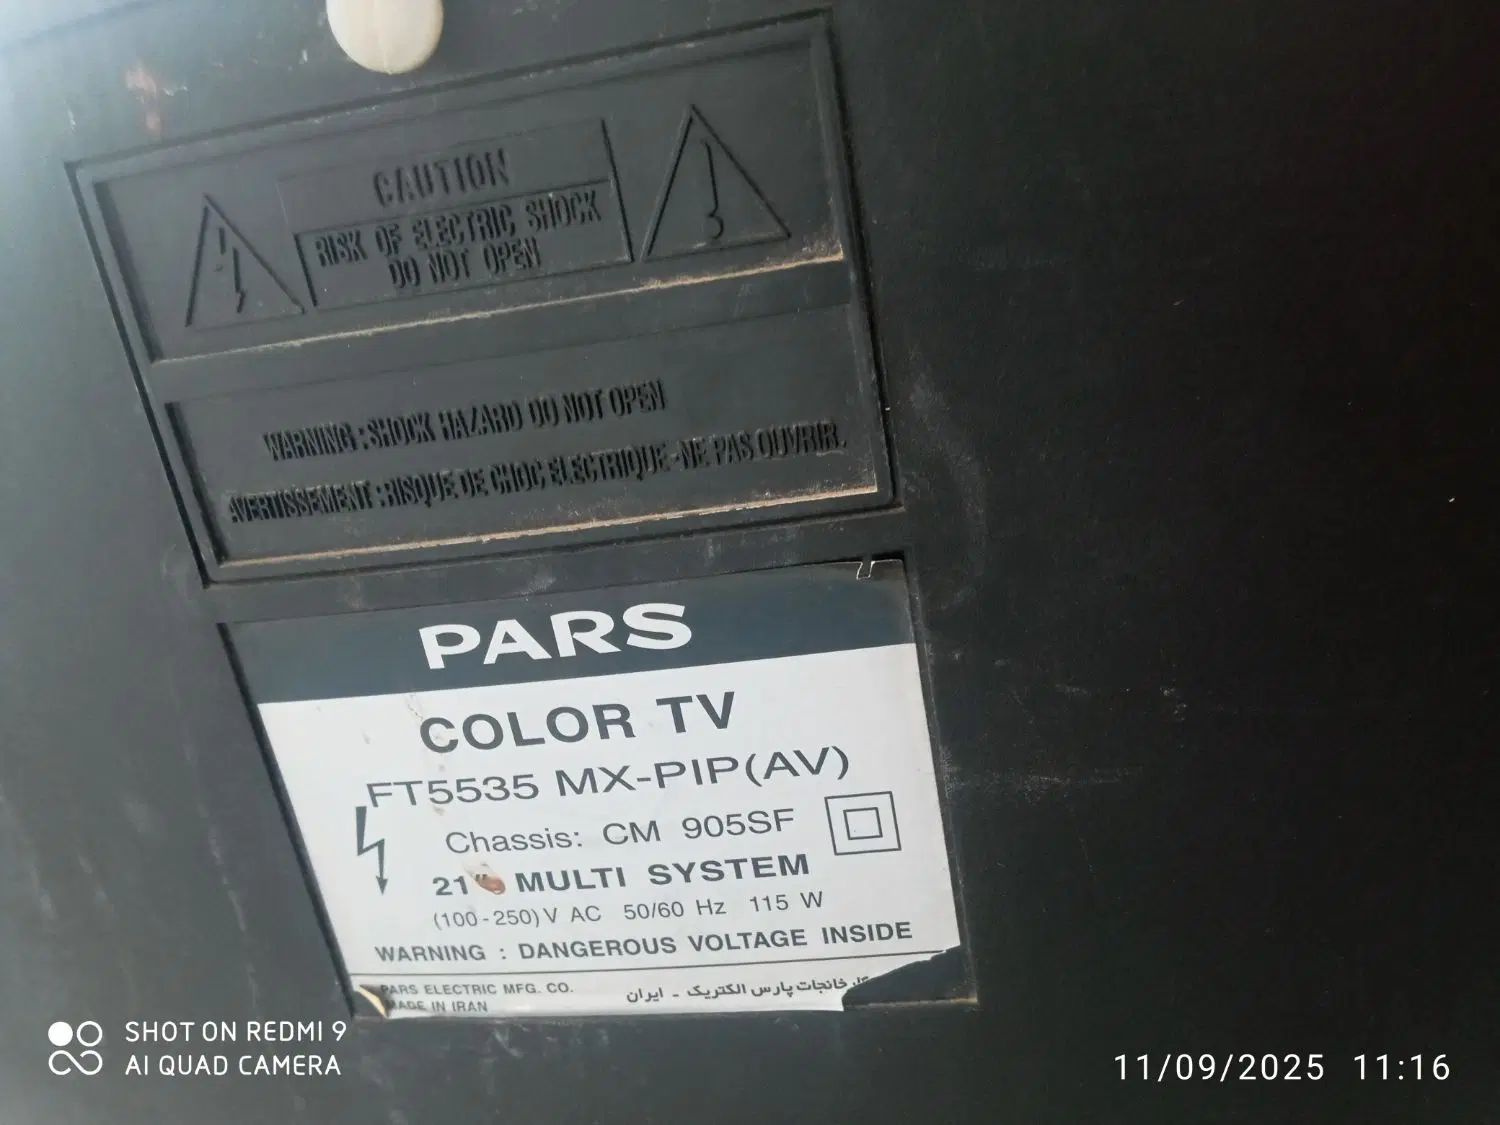 CAUTION
RISK OF ELECTRIC SHOCK
DO NOT OPEN
WARNING : SHOCK HAZARD DO NOT OPEN
AVERTISSEMENT : RISQUE DE CHOC ELECTRIQUE - NE PAS OUVRIR.
PARS
COLOR TV
FT5535 MX-PIP(AV)
Chassis: CM 905SF
21" MULTI SYSTEM
(100-250)V AC 50/60 Hz 115 W
WARNING : DANGEROUS VOLTAGE INSIDE
PARS ELECTRIC MFG. CO.
MADE IN IRAN
خانجات پارس الکتریک - ایران
SHOT ON REDMI 9
AI QUAD CAMERA
11/09/2025 11:16